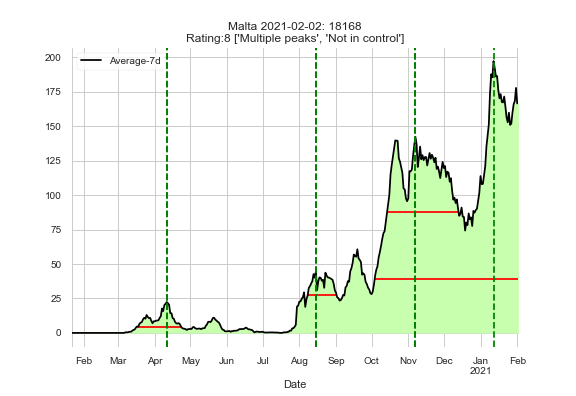 Malta 2021-02-02: 18168
Rating:8 ['Multiple peaks', 'Not in control']
Average-7d
200
175
150
125
100
75
50
25
0
Feb Mar Apr May Jun Jul Aug Sep Oct Nov Dec Jan Feb
2021
Date